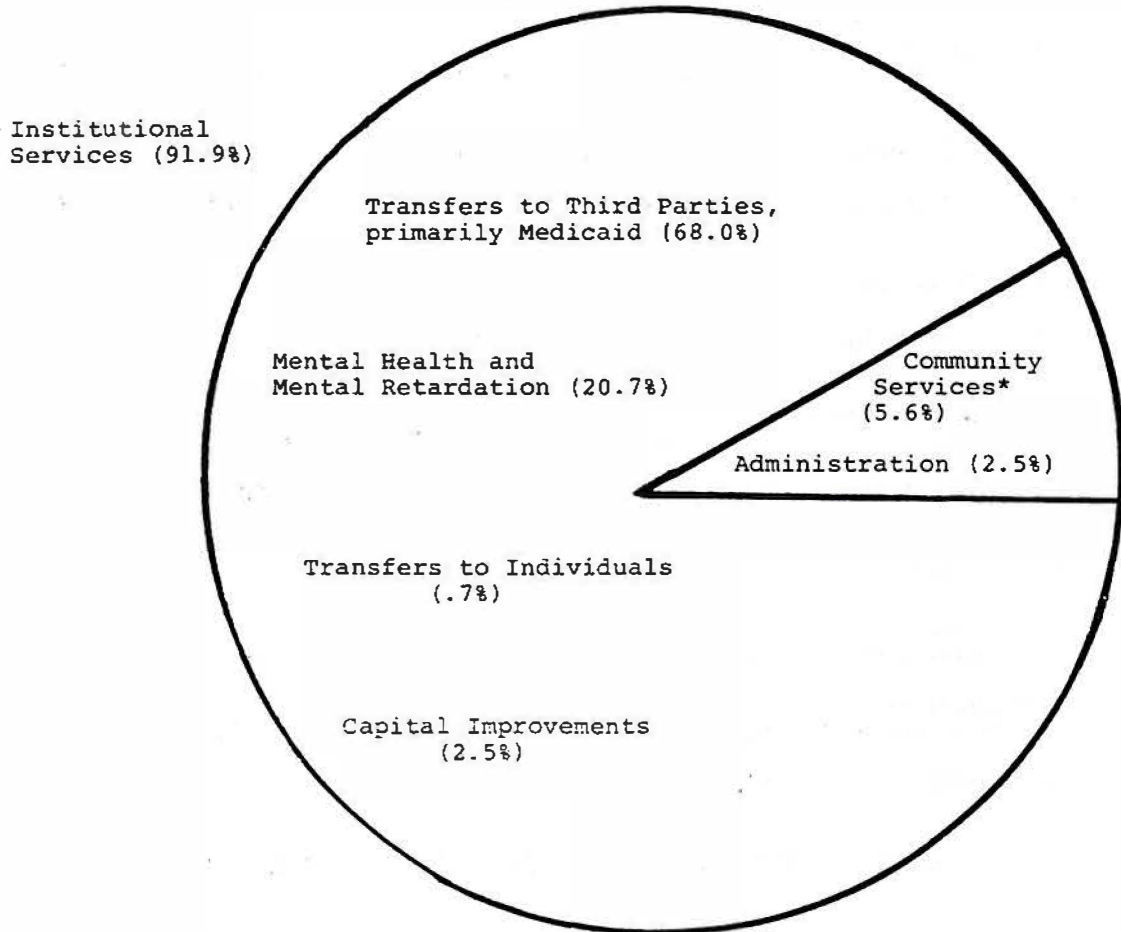 Institutional
Services (91.9%)
Transfers to Third Parties,
primarily Medicaid (68.0%)
Mental Health and
Mental Retardation (20.7%)
Community
Services*
(5.6%)
Administration (2.5%)
Transfers to Individuals
(.7%)
Capital Improvements
(2.5%)